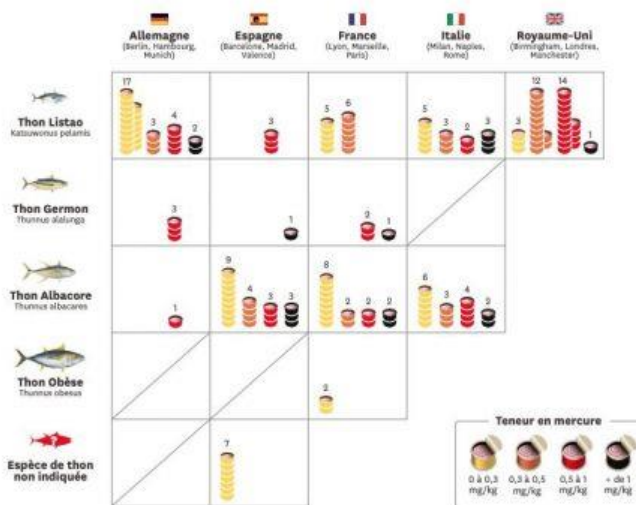 Allemagne
(Berlin, Hambourg,
Munich)
Espagne
(Barcelone, Madrid,
Valence)
France
(Lyon, Marseille,
Paris)
Italie
(Milan, Naples,
Rome)
Royaume-Uni
(Birmingham, Londres,
Manchester)
Thon Listao
Katsuwonus pelamis
17 3 4 2
3
5 6
5 3 2 3
3 12 14 1
Thon Germon
Thunnus alalunga
3
1
2 1
Thon Albacore
Thunnus albacares
1
9 4 3 3
8 2 2 2
6 3 4 2
Thon Obèse
Thunnus obesus
2
Espèce de thon
non indiquée
7
Teneur en mercure
0 à 0,3
mg/kg
0,3 à 0,5
mg/kg
0,5 à 1
mg/kg
+ de 1
mg/kg